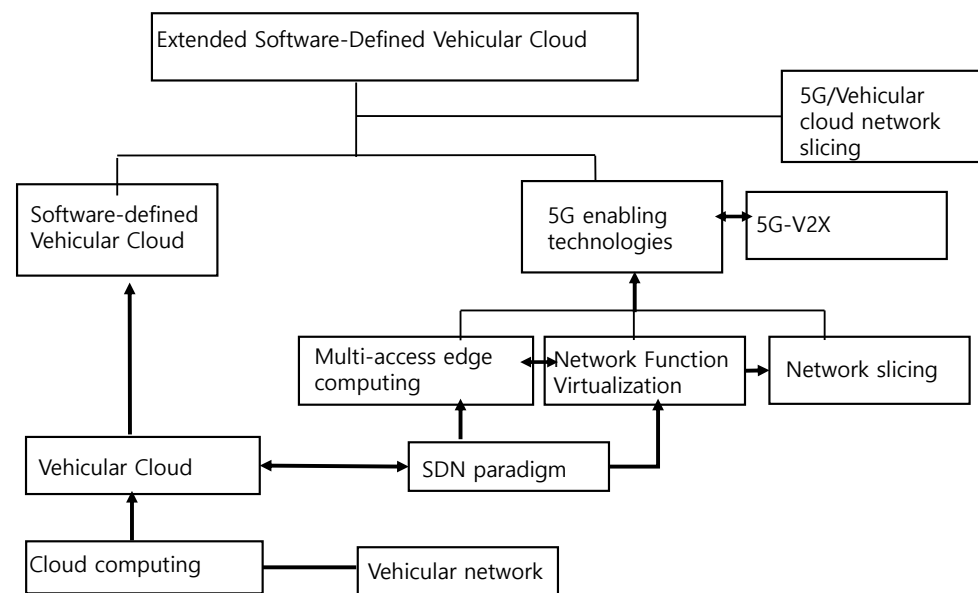 Extended Software-Defined Vehicular Cloud
5G/Vehicular
cloud network
slicing
Software-defined
Vehicular Cloud
5G enabling
technologies
5G-V2X
Multi-access edge
computing
Network Function
Virtualization
Network slicing
Vehicular Cloud
SDN paradigm
Cloud computing
Vehicular network